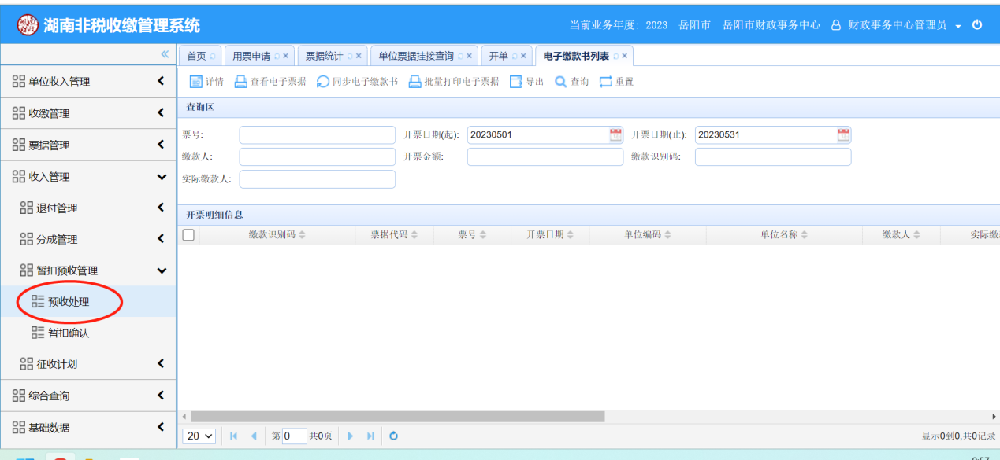 湖南非税收缴管理系统
当前业务年度: 2023 岳阳市 岳阳市财政事务中心 财政事务中心管理员
首页 用票申请 票据统计 单位票据挂接查询 开单 电子缴款书列表
详情 查看电子票据 同步电子缴款书 批量打印电子票据 导出 查询 重置
单位收入管理
收缴管理
票据管理
收入管理
退付管理
分成管理
暂扣预收管理
预收处理
暂扣确认
征收计划
综合查询
基础数据
查询区
票号: 开票日期(起): 20230501 开票日期(止): 20230531
缴款人: 开票金额: 缴款识别码:
实际缴款人:
开票明细信息
缴款识别码 票据代码 票号 开票日期 单位编码 单位名称 缴款人 实际缴
20 第 0 共0页 显示0到0,共0记录